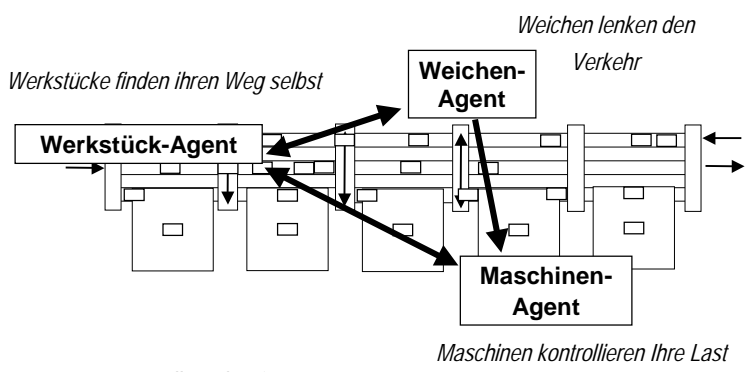 Weichen lenken den
Verkehr
Werkstücke finden ihren Weg selbst
Weichen-
Agent
Werkstück-Agent
Maschinen-
Agent
Maschinen kontrollieren Ihre Last